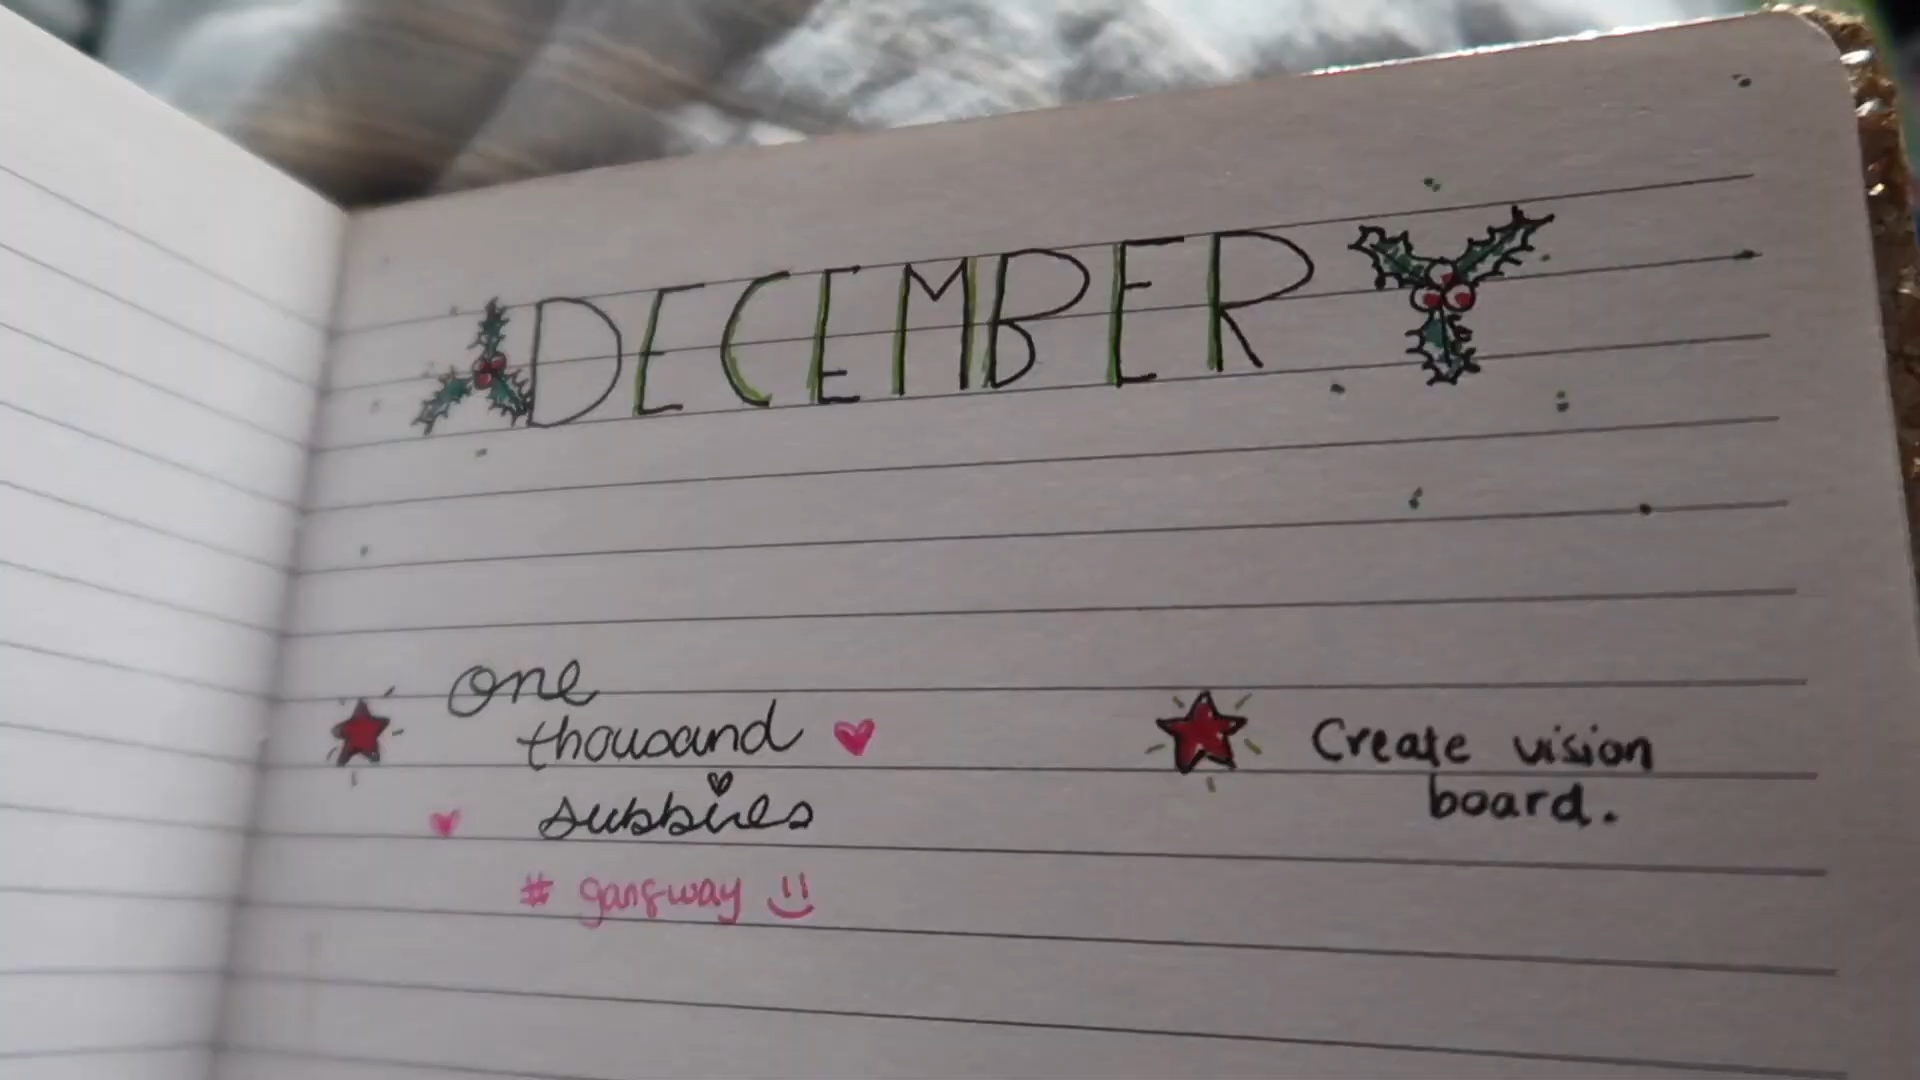 DECEMBER
one
thousand
subbies
# gangway
Create vision
board.